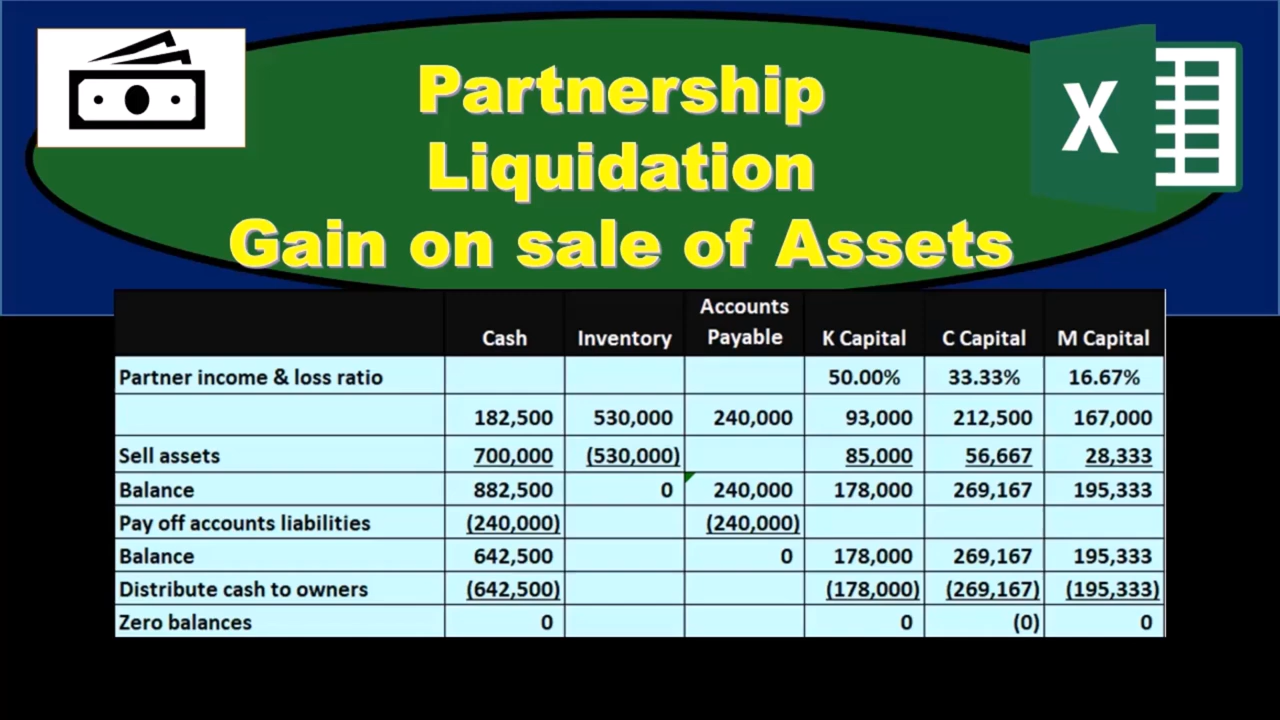 Partnership
Liquidation
Gain on sale of Assets
X
Cash Inventory Accounts Payable K Capital C Capital M Capital
Partner income & loss ratio 50.00% 33.33% 16.67%
182,500 530,000 240,000 93,000 212,500 167,000
Sell assets 700,000 (530,000) 85,000 56,667 28,333
Balance 882,500 0 240,000 178,000 269,167 195,333
Pay off accounts liabilities (240,000) (240,000)
Balance 642,500 0 178,000 269,167 195,333
Distribute cash to owners (642,500) (178,000) (269,167) (195,333)
Zero balances 0 0 (0) 0